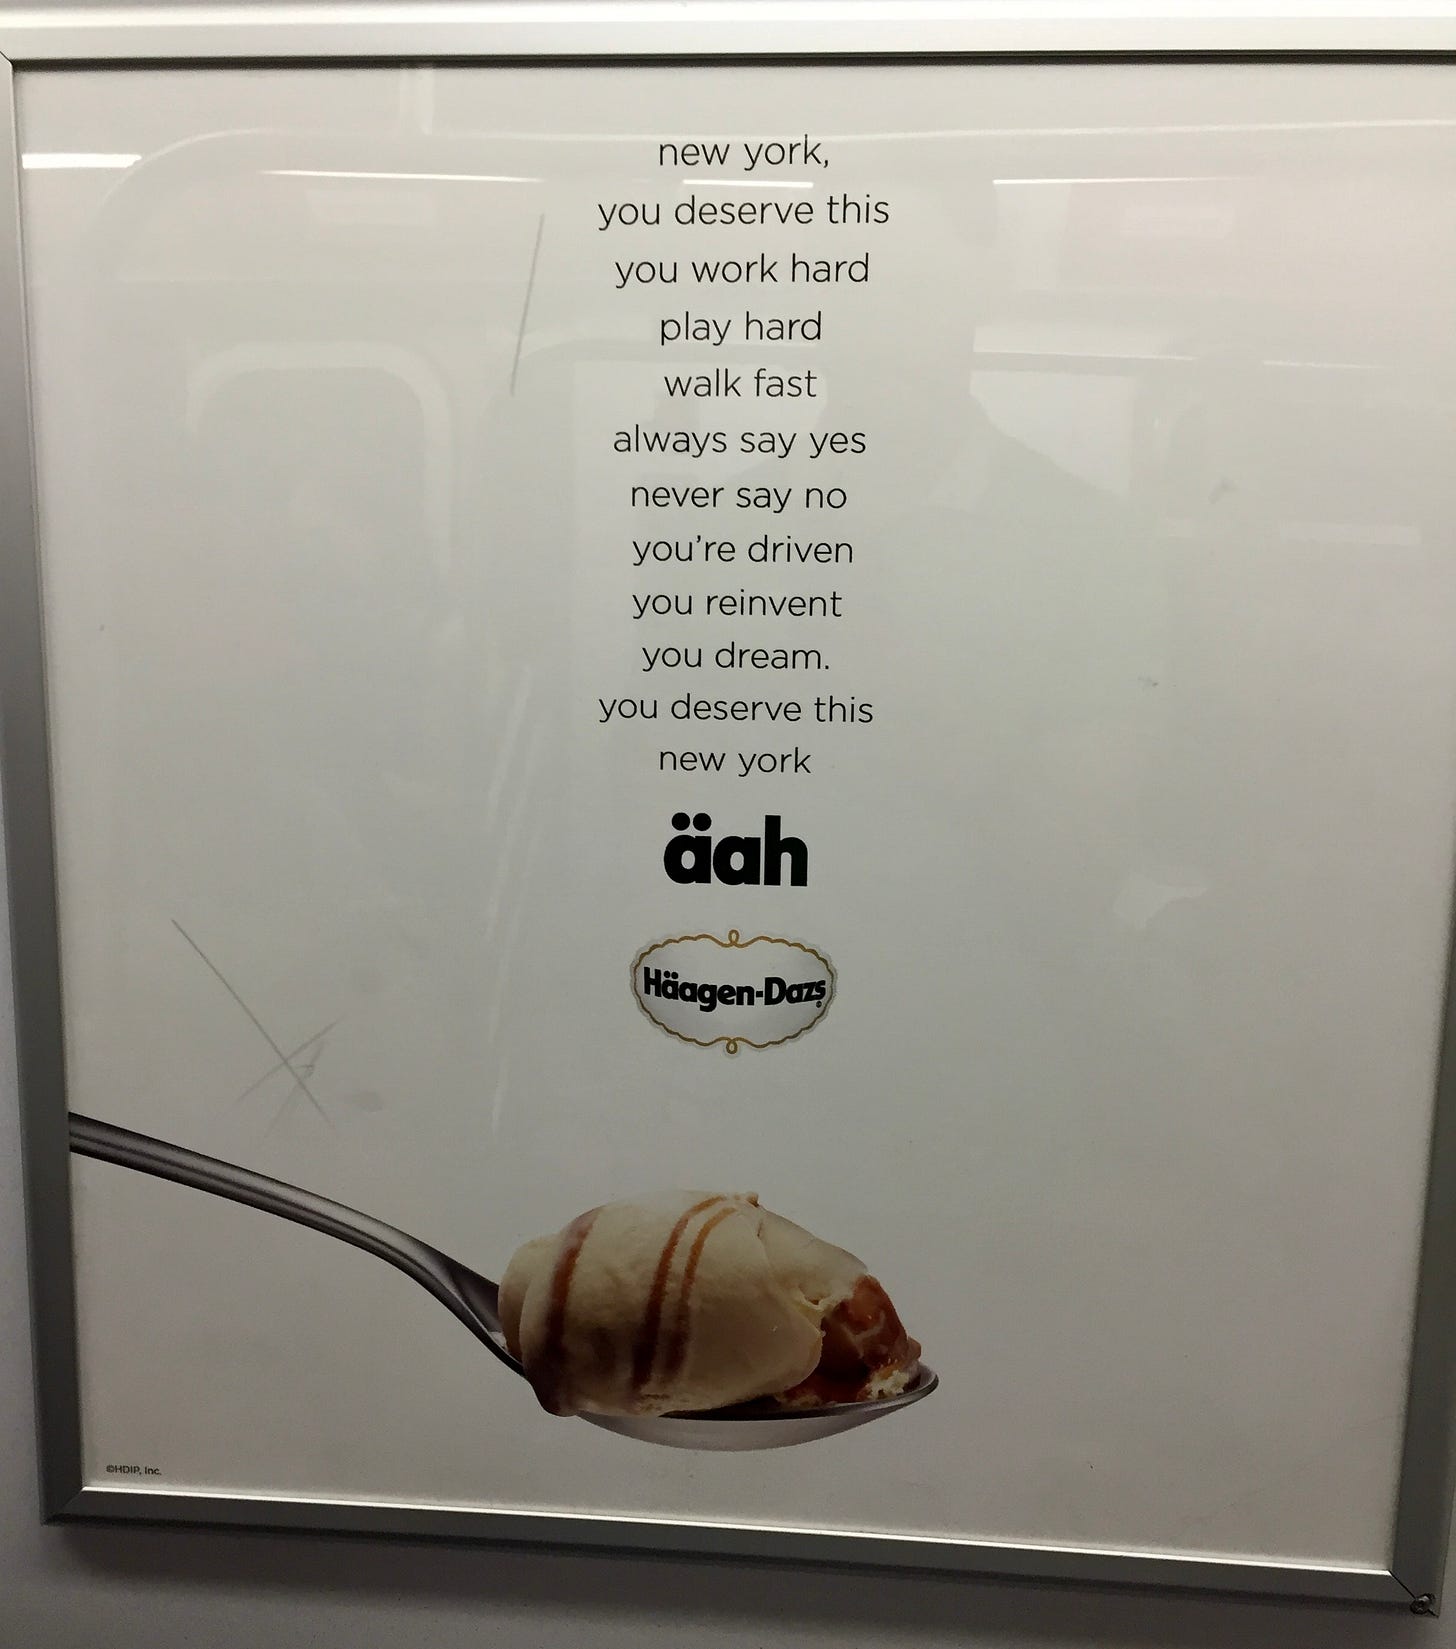 new york,
you deserve this
you work hard
play hard
walk fast
always say yes
never say no
you're driven
you reinvent
you dream.
you deserve this
new york
äah
Häagen-Dazs
©HDIP, Inc.